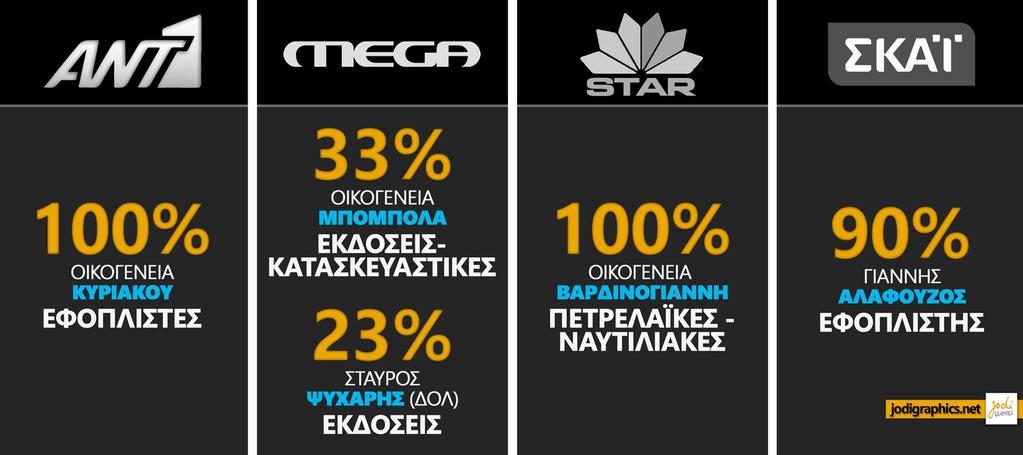 ANT1
100%
ΟΙΚΟΓΕΝΕΙΑ
ΚΥΡΙΑΚΟΥ
ΕΦΟΠΛΙΣΤΕΣ
MEGA
33%
ΟΙΚΟΓΕΝΕΙΑ
ΜΠΟΜΠΟΛΑ
ΕΚΔΟΣΕΙΣ-
ΚΑΤΑΣΚΕΥΑΣΤΙΚΕΣ
23%
ΣΤΑΥΡΟΣ
ΨΥΧΑΡΗΣ (ΔΟΛ)
ΕΚΔΟΣΕΙΣ
STAR
100%
ΟΙΚΟΓΕΝΕΙΑ
ΒΑΡΔΙΝΟΓΙΑΝΝΗ
ΠΕΤΡΕΛΑΪΚΕΣ -
ΝΑΥΤΙΛΙΑΚΕΣ
ΣΚΑΪ
90%
ΓΙΑΝΝΗΣ
ΑΛΑΦΟΥΖΟΣ
ΕΦΟΠΛΙΣΤΗΣ
jodigraphics.net
jodi